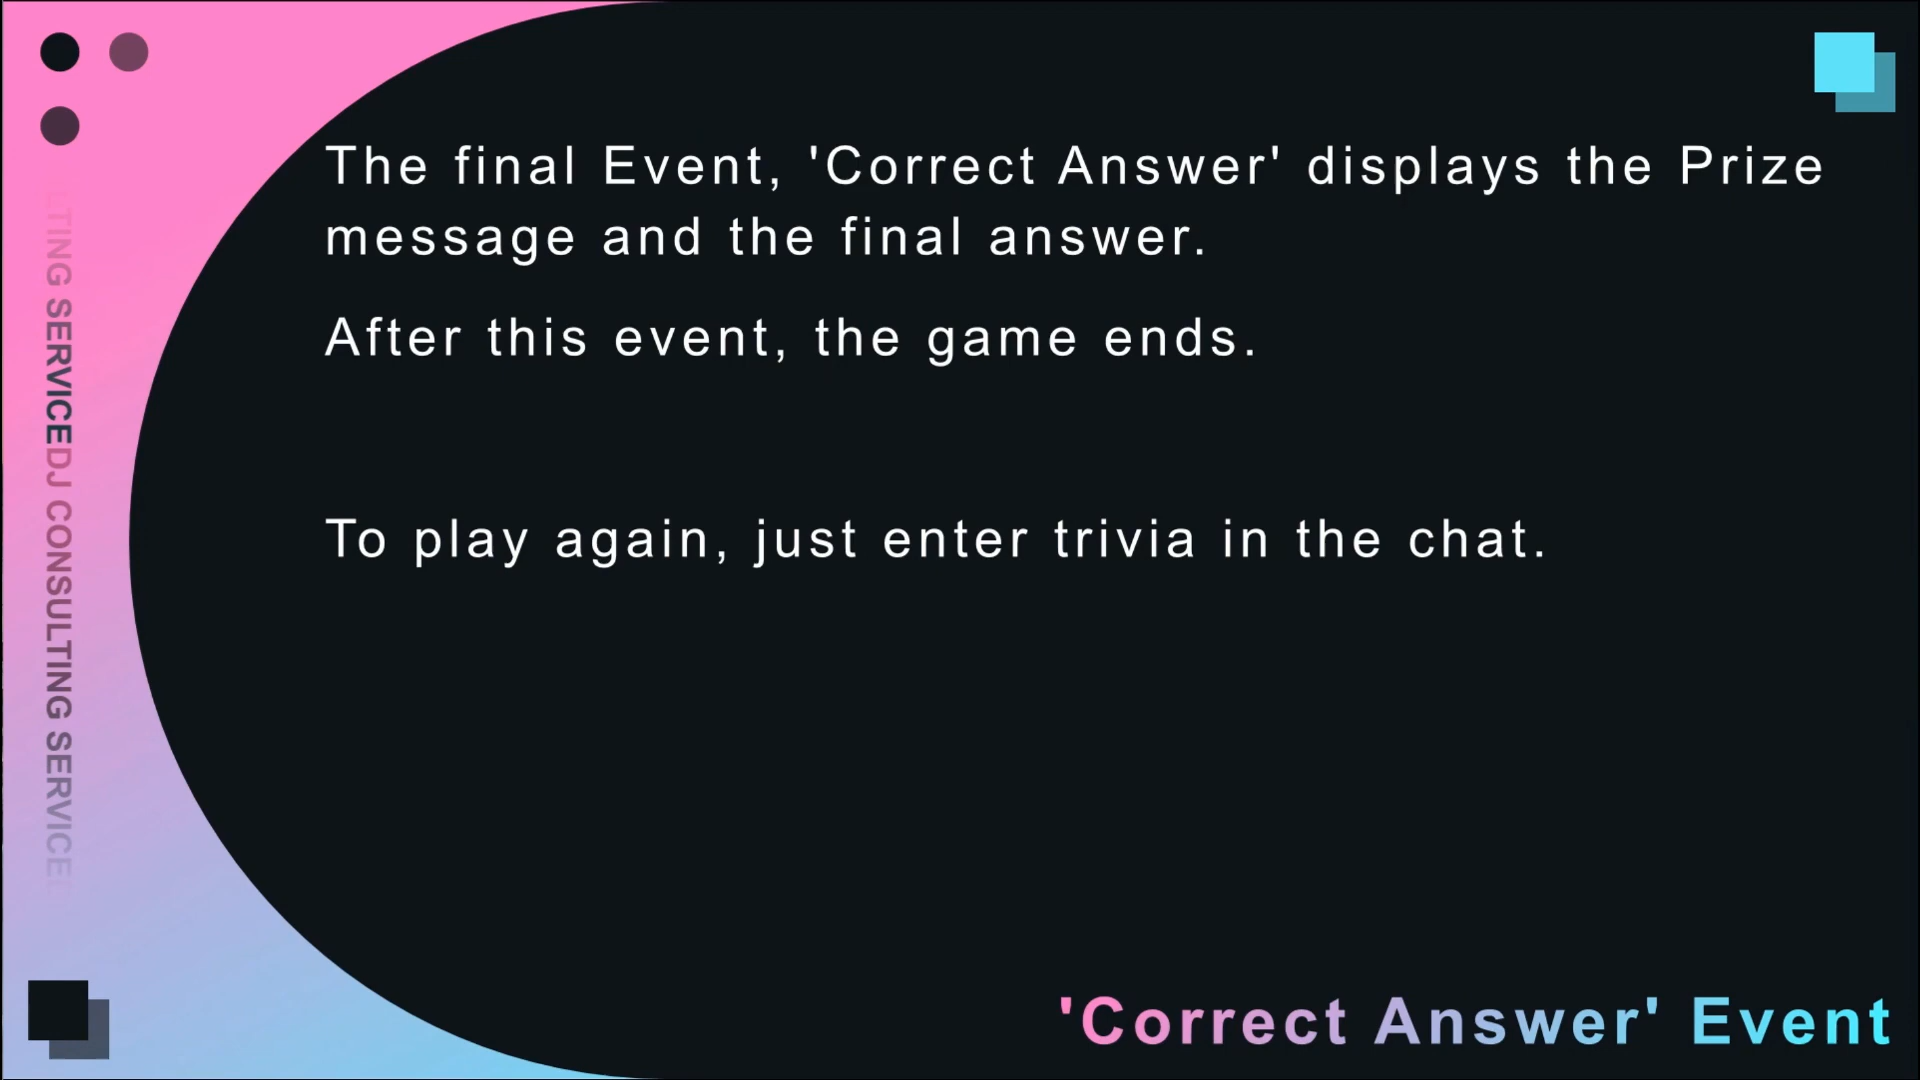 The final Event, 'Correct Answer' displays the Prize
message and the final answer.
After this event, the game ends.
To play again, just enter trivia in the chat.
'Correct Answer' Event
TING SERVICEDJ CONSULTING SERVICE